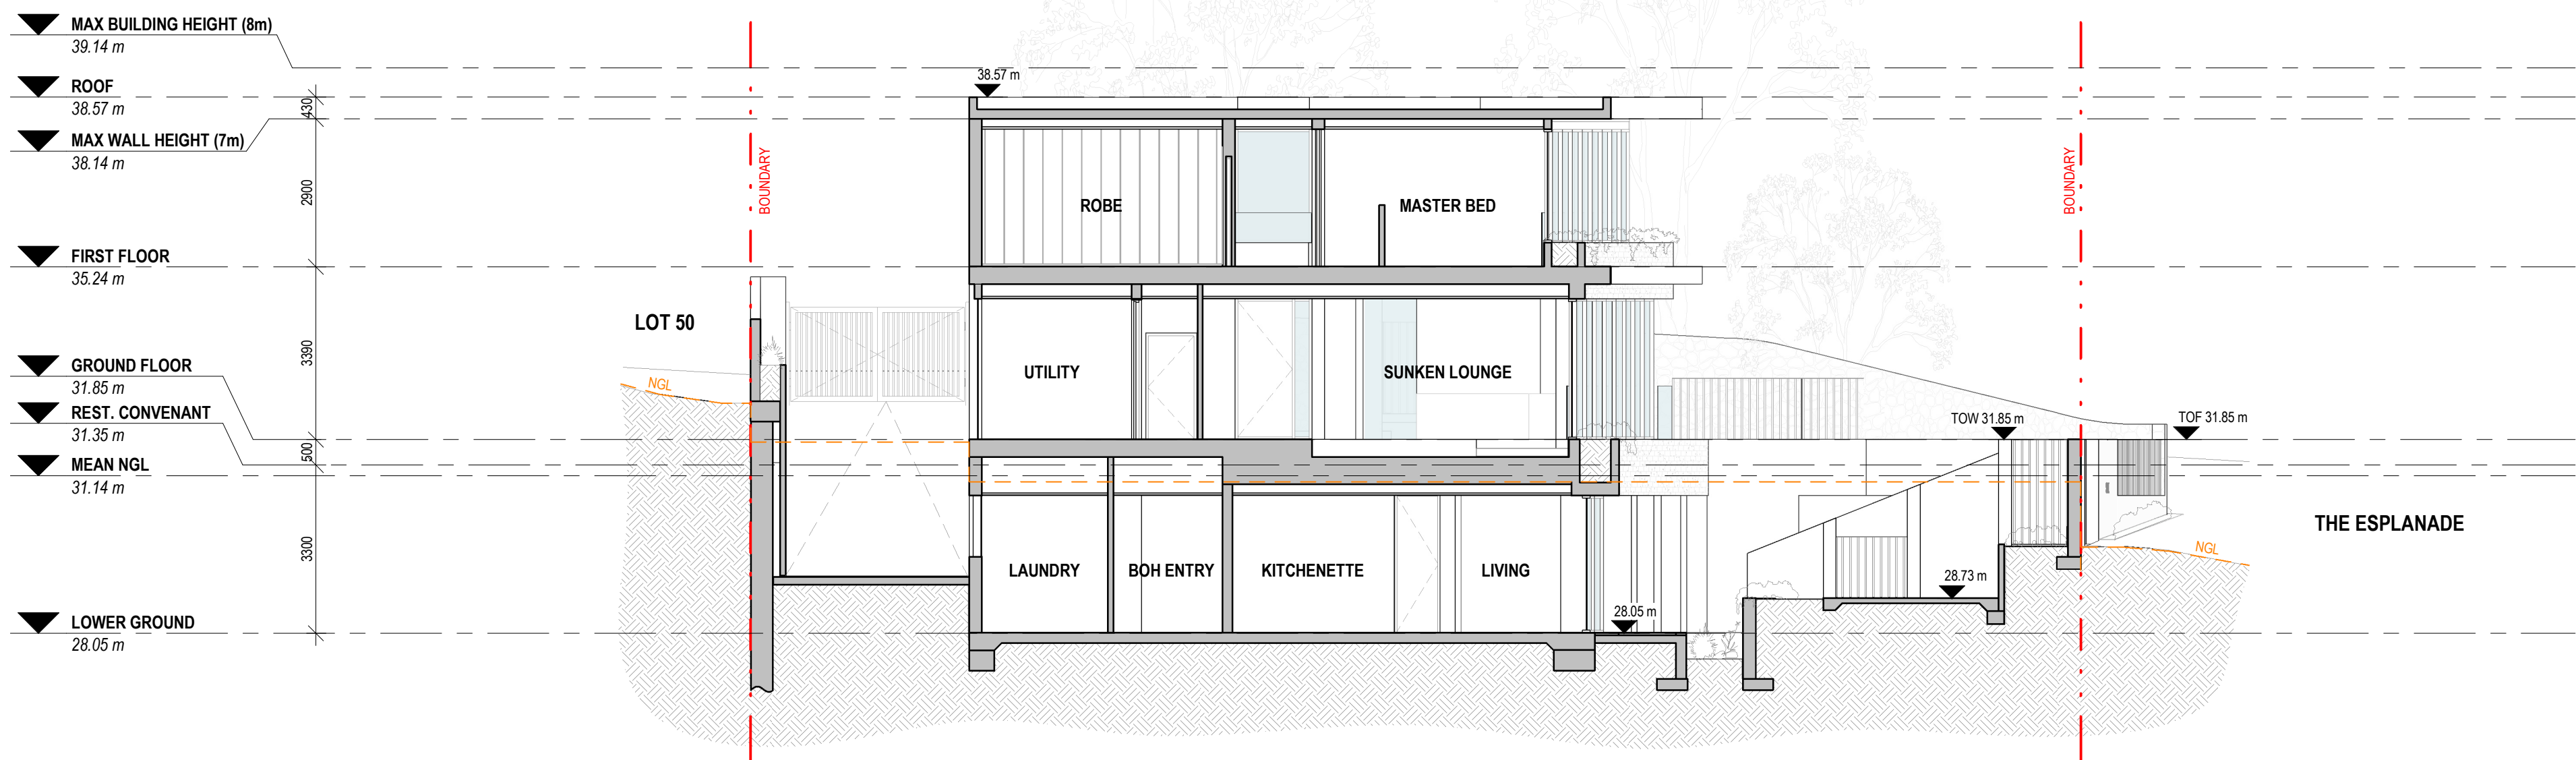 MAX BUILDING HEIGHT (8m)
39.14 m
ROOF
38.57 m
MAX WALL HEIGHT (7m)
38.14 m
FIRST FLOOR
35.24 m
GROUND FLOOR
31.85 m
REST. CONVENANT
31.35 m
MEAN NGL
31.14 m
LOWER GROUND
28.05 m
430
2900
3390
500
3300
LOT 50
NGL
BOUNDARY
38.57 m
ROBE
MASTER BED
UTILITY
SUNKEN LOUNGE
LAUNDRY
BOH ENTRY
KITCHENETTE
LIVING
28.05 m
28.73 m
TOW 31.85 m
BOUNDARY
TOF 31.85 m
NGL
THE ESPLANADE